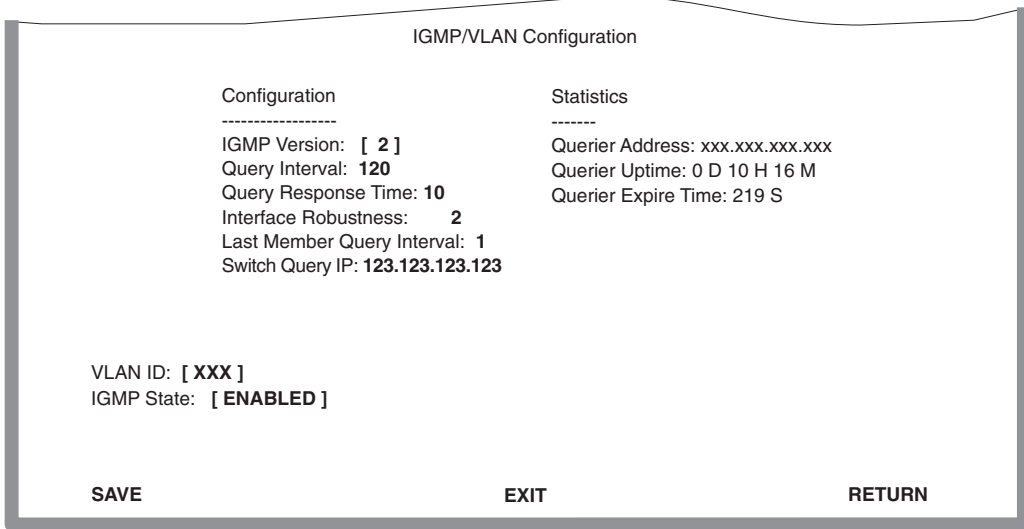 IGMP/VLAN Configuration
Configuration
------------------
IGMP Version: [ 2 ]
Query Interval: 120
Query Response Time: 10
Interface Robustness: 2
Last Member Query Interval: 1
Switch Query IP: 123.123.123.123
Statistics
-------
Querier Address: xxx.xxx.xxx.xxx
Querier Uptime: 0 D 10 H 16 M
Querier Expire Time: 219 S
VLAN ID: [ XXX ]
IGMP State: [ ENABLED ]
SAVE EXIT RETURN